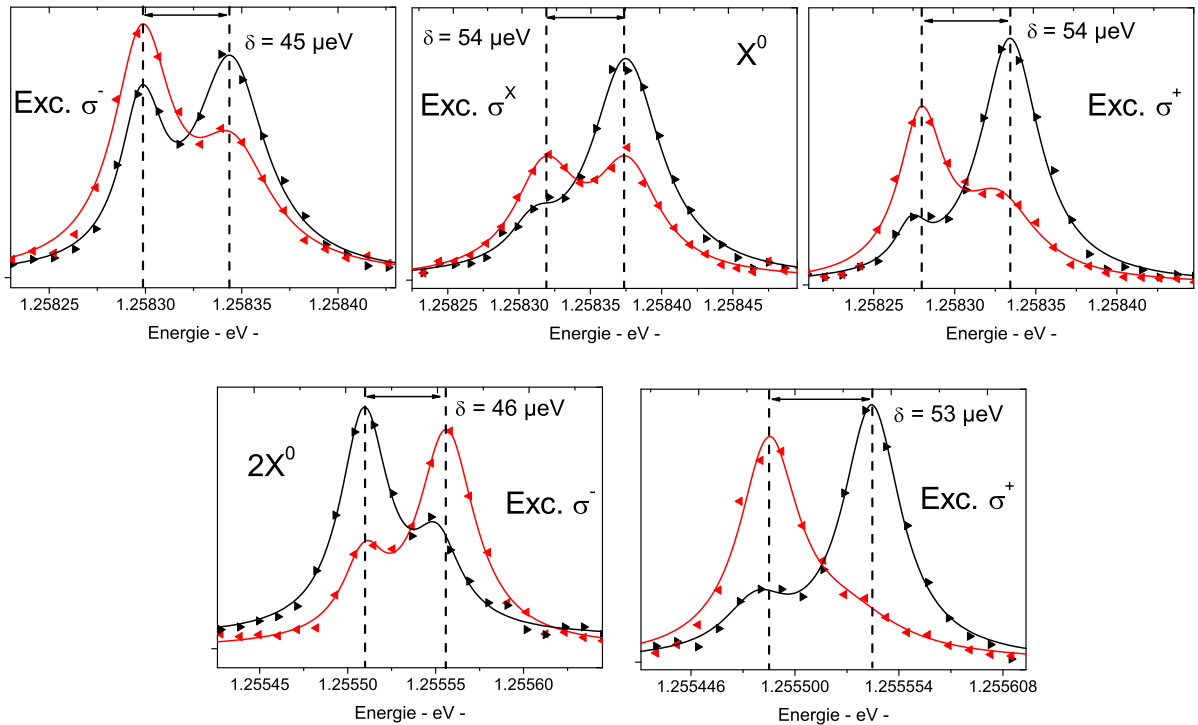 δ = 45 µeV
Exc. σ⁻
1.25825 1.25830 1.25835 1.25840
Energie - eV -
δ = 54 µeV
X⁰
Exc. σˣ
1.25825 1.25830 1.25835 1.25840 1.25845
Energie - eV -
δ = 54 µeV
Exc. σ⁺
1.25825 1.25830 1.25835 1.25840
Energie - eV -
δ = 46 µeV
2X⁰
Exc. σ⁻
1.25545 1.25550 1.25555 1.25560
Energie - eV -
δ = 53 µeV
Exc. σ⁺
1.255446 1.255500 1.255554 1.255608
Energie - eV -